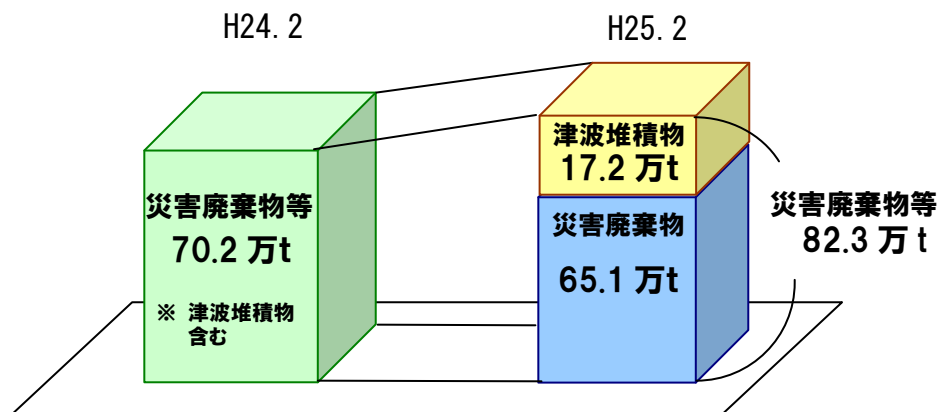 H24.2
H25.2
災害廃棄物等
70.2 万t
※ 津波堆積物
含む
津波堆積物
17.2 万t
災害廃棄物
65.1 万t
災害廃棄物等
82.3 万 t